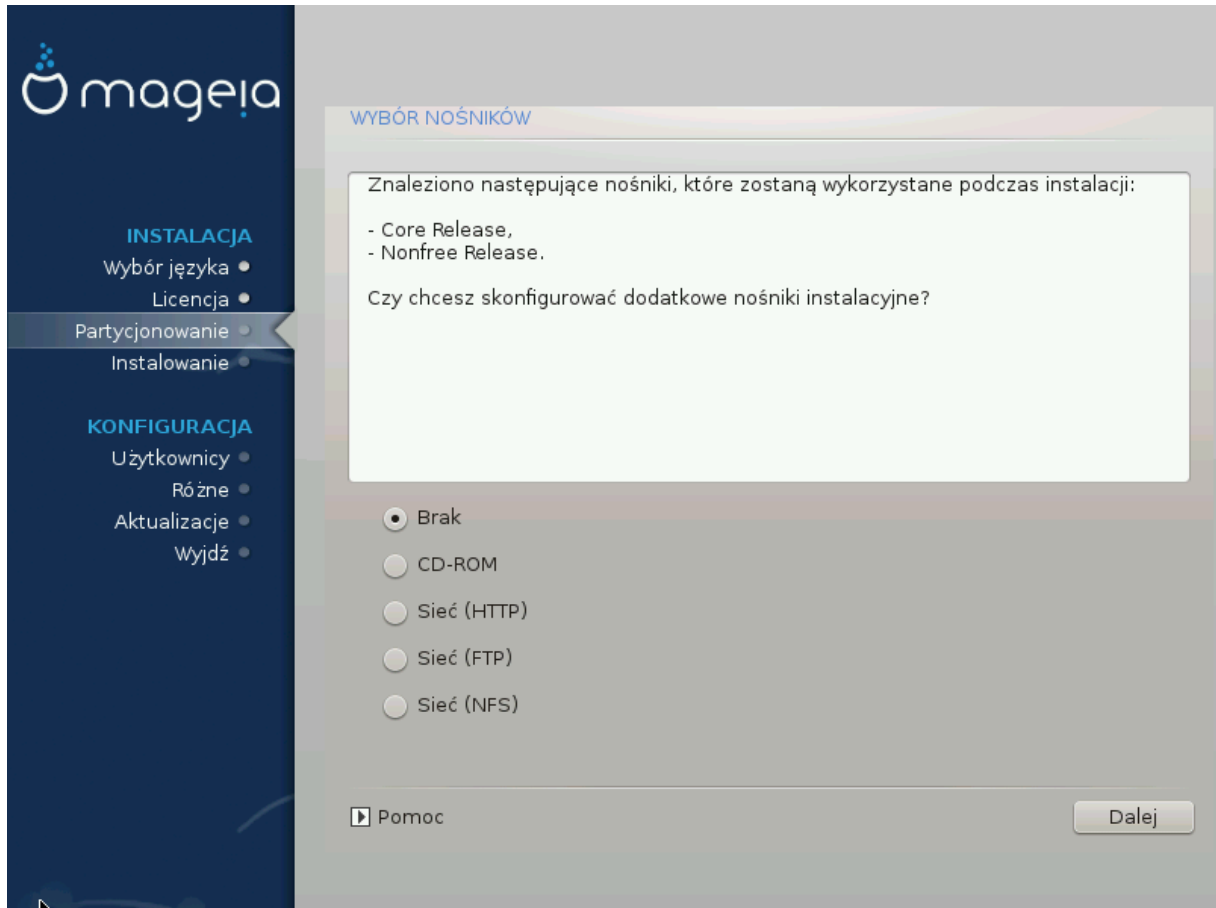 mageia
INSTALACJA
Wybór języka
Licencja
Partycjonowanie
Instalowanie
KONFIGURACJA
Użytkownicy
Różne
Aktualizacje
Wyjdź
WYBÓR NOŚNIKÓW
Znaleziono następujące nośniki, które zostaną wykorzystane podczas instalacji:
- Core Release,
- Nonfree Release.
Czy chcesz skonfigurować dodatkowe nośniki instalacyjne?
Brak
CD-ROM
Sieć (HTTP)
Sieć (FTP)
Sieć (NFS)
Pomoc
Dalej